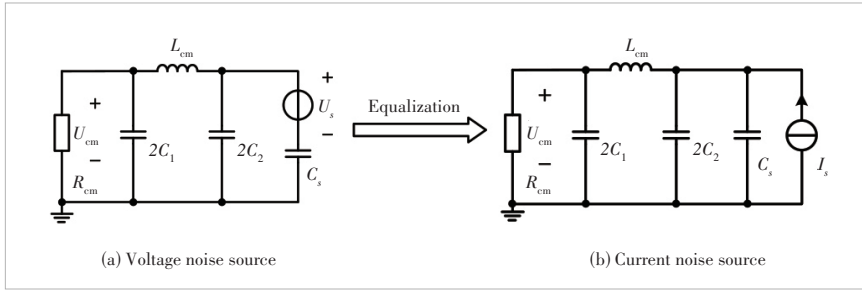 L_cm
+
U_cm
−
R_cm
2C_1
2C_2
+
U_s
−
C_s
Equalization
L_cm
+
U_cm
−
R_cm
2C_1
2C_2
C_s
I_s
(a) Voltage noise source
(b) Current noise source